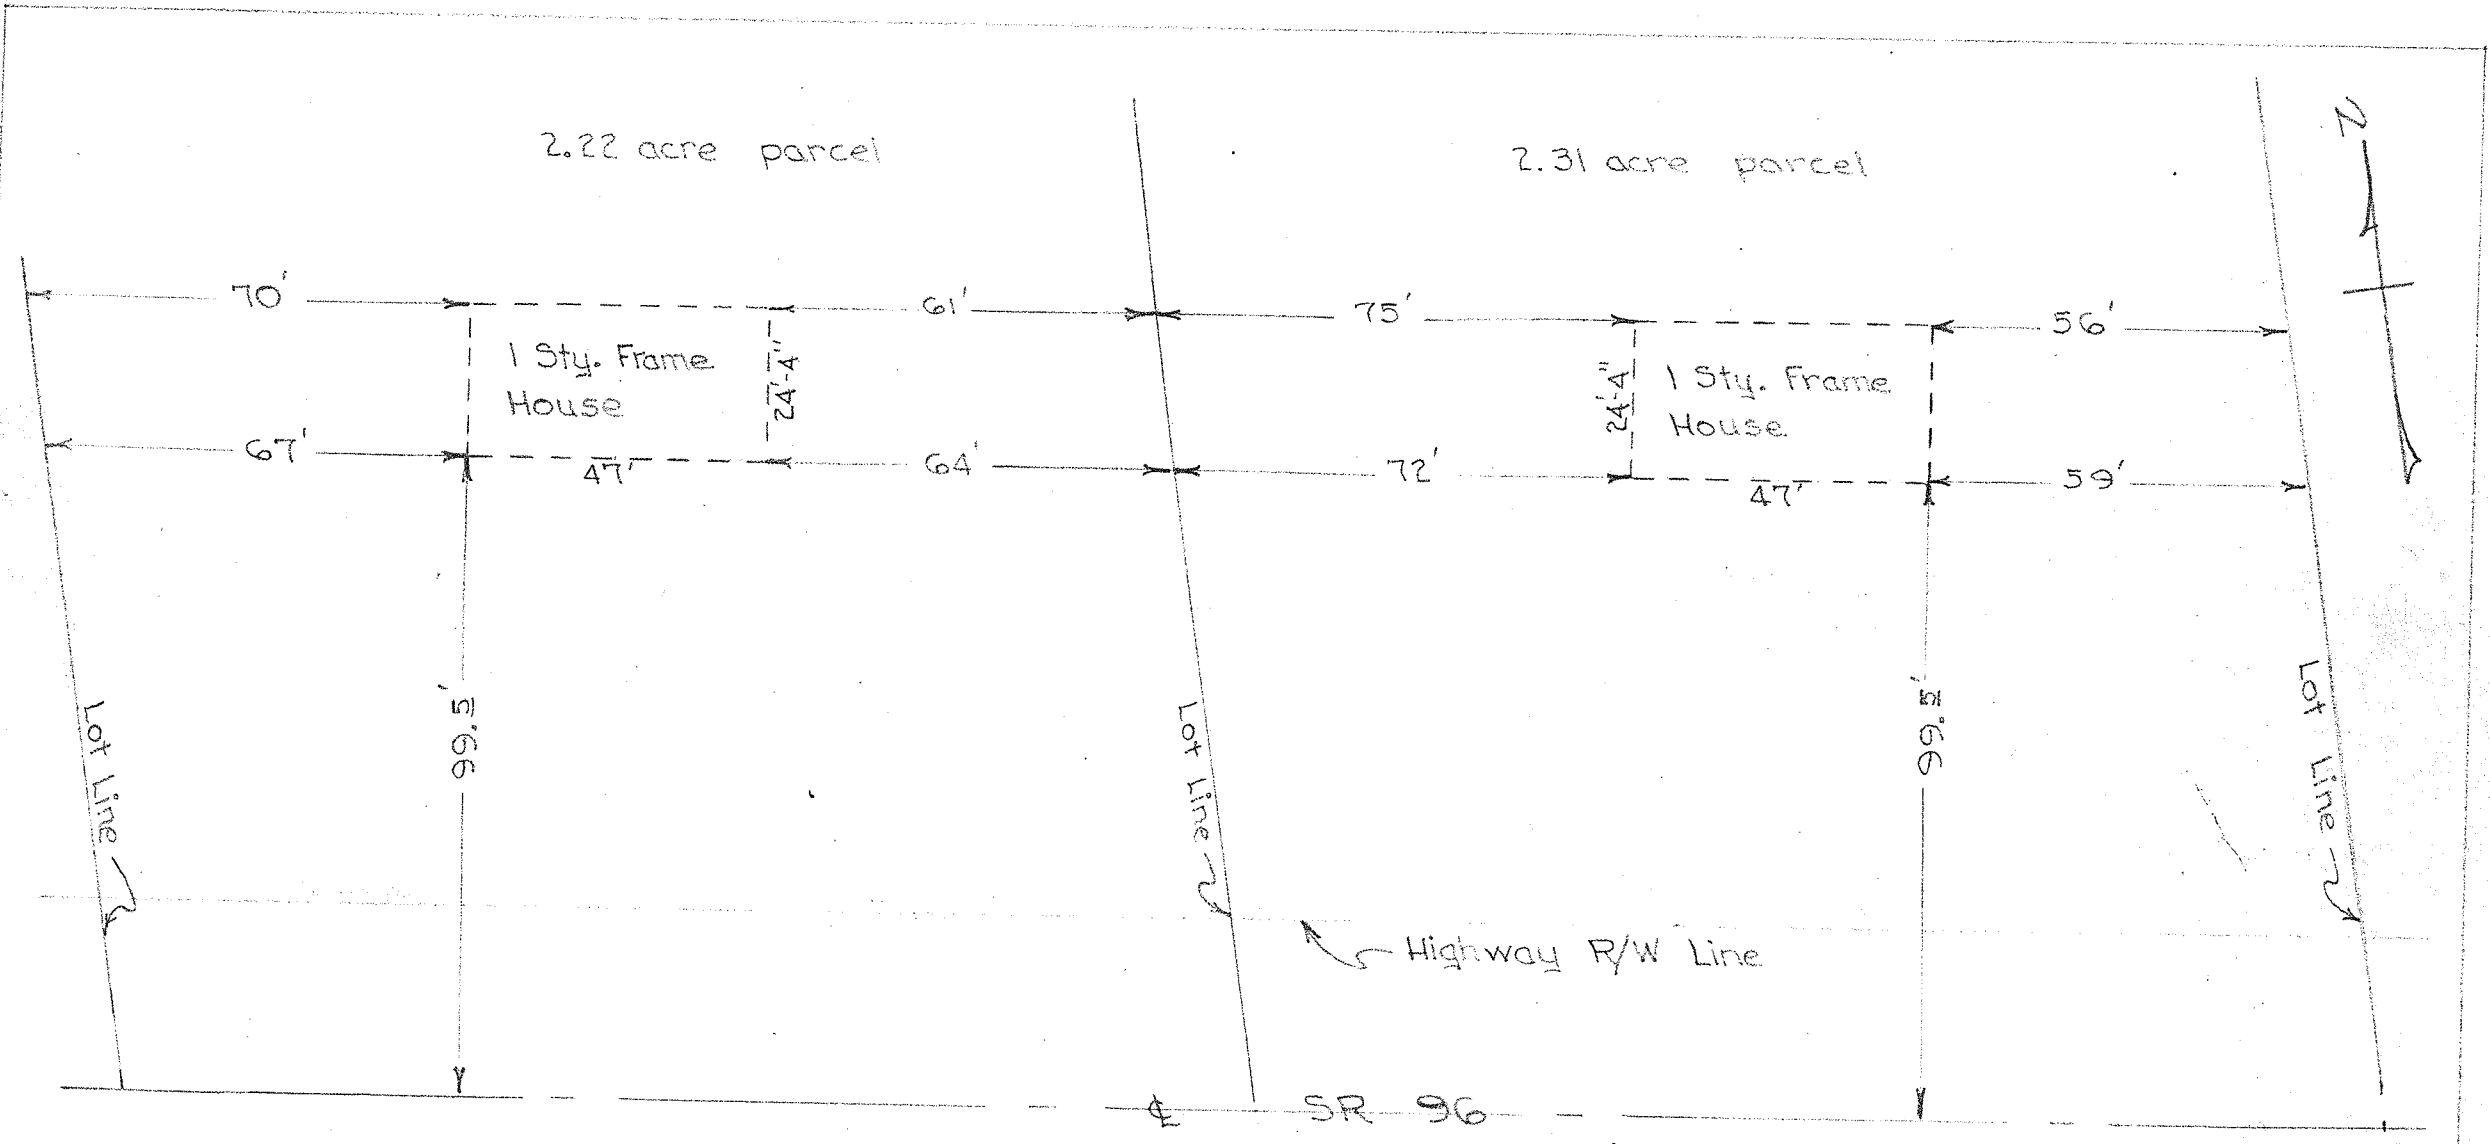 2.22 acre parcel
2.31 acre parcel
N
70'
61'
75'
56'
1 Sty. Frame
House
24'-4"
24'-4"
1 Sty. Frame
House
67'
47'
64'
72'
47'
59'
99.5'
99.5'
Lot Line
Lot Line
Lot Line
Highway R/W Line
℄ SR 96